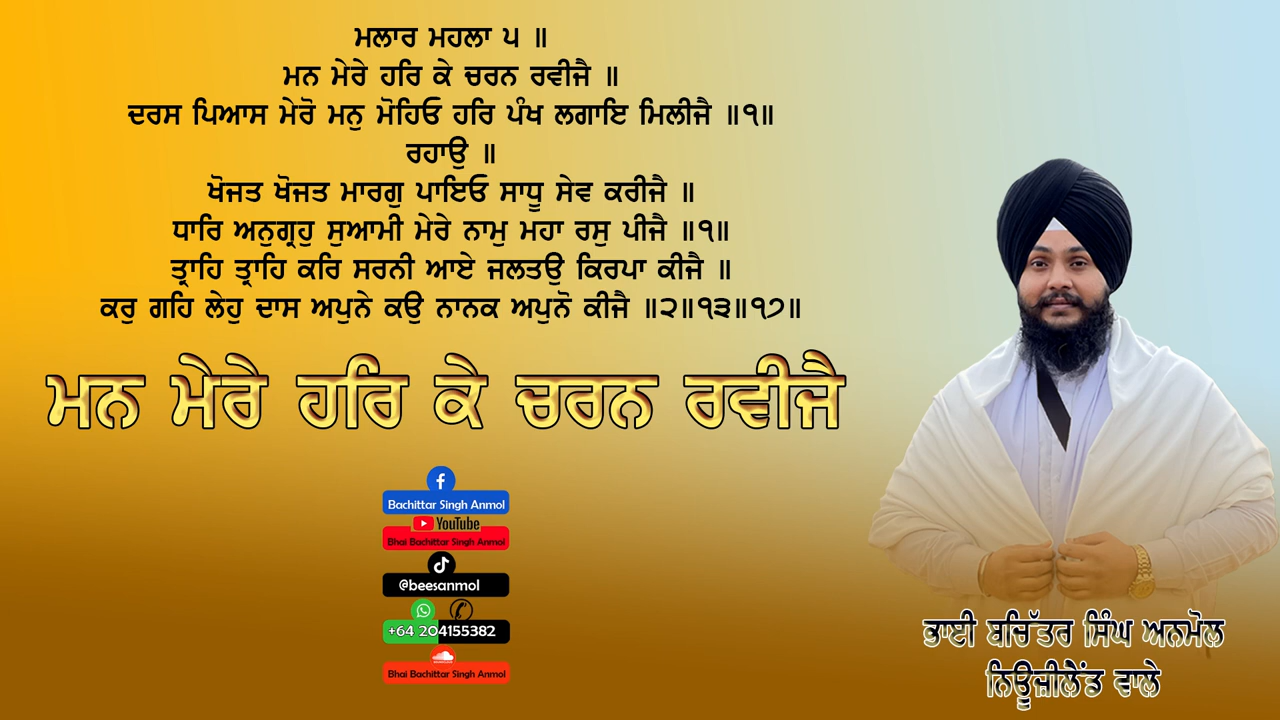 ਮਲਾਰ ਮਹਲਾ ੫ ॥
ਮਨ ਮੇਰੇ ਹਰਿ ਕੇ ਚਰਨ ਰਵੀਜੈ ॥
ਦਰਸ ਪਿਆਸ ਮੇਰੋ ਮਨੁ ਮੋਹਿਓ ਹਰਿ ਪੰਖ ਲਗਾਇ ਮਿਲੀਜੈ ॥੧॥
ਰਹਾਉ ॥
ਖੋਜਤ ਖੋਜਤ ਮਾਰਗੁ ਪਾਇਓ ਸਾਧੂ ਸੇਵ ਕਰੀਜੈ ॥
ਧਾਰਿ ਅਨੁਗ੍ਰਹੁ ਸੁਆਮੀ ਮੇਰੇ ਨਾਮੁ ਮਹਾ ਰਸੁ ਪੀਜੈ ॥੧॥
ਤ੍ਰਾਹਿ ਤ੍ਰਾਹਿ ਕਰਿ ਸਰਨੀ ਆਏ ਜਲਤਉ ਕਿਰਪਾ ਕੀਜੈ ॥
ਕਰੁ ਗਹਿ ਲੇਹੁ ਦਾਸ ਅਪੁਨੇ ਕਉ ਨਾਨਕ ਅਪੁਨੋ ਕੀਜੈ ॥੨॥੧੩॥੧੭॥
ਮਨ ਮੇਰੇ ਹਰਿ ਕੇ ਚਰਨ ਰਵੀਜੈ
Bachittar Singh Anmol
YouTube
Bhai Bachittar Singh Anmol
@beesanmol
+64 204155382
Bhai Bachittar Singh Anmol
ਭਾਈ ਬਚਿੱਤਰ ਸਿੰਘ ਅਨਮੋਲ
ਨਿਊਜ਼ੀਲੈਂਡ ਵਾਲੇ